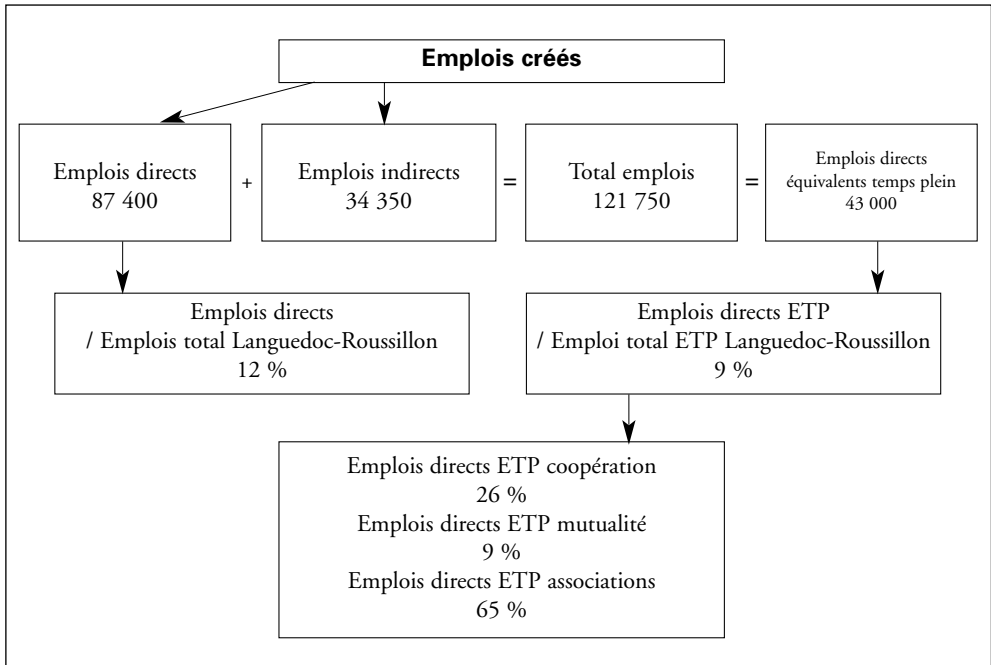 Emplois créés
Emplois directs
87 400
+
Emplois indirects
34 350
=
Total emplois
121 750
=
Emplois directs
équivalents temps plein
43 000
Emplois directs
/ Emplois total Languedoc-Roussillon
12 %
Emplois directs ETP
/ Emploi total ETP Languedoc-Roussillon
9 %
Emplois directs ETP coopération
26 %
Emplois directs ETP mutualité
9 %
Emplois directs ETP associations
65 %